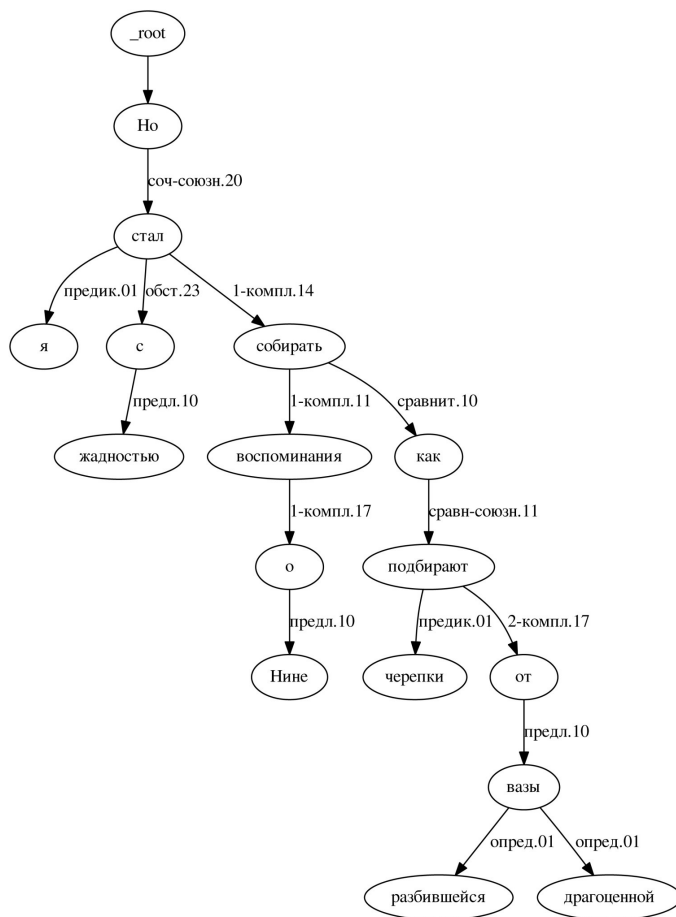 _root
Но
соч-союзн.20
стал
предик.01 обст.23 1-компл.14
я с собирать
предл.10 1-компл.11 сравнит.10
жадностью воспоминания как
1-компл.17 сравн-союзн.11
о подбирают
предл.10 предик.01 2-компл.17
Нине черепки от
предл.10
вазы
опред.01 опред.01
разбившейся драгоценной